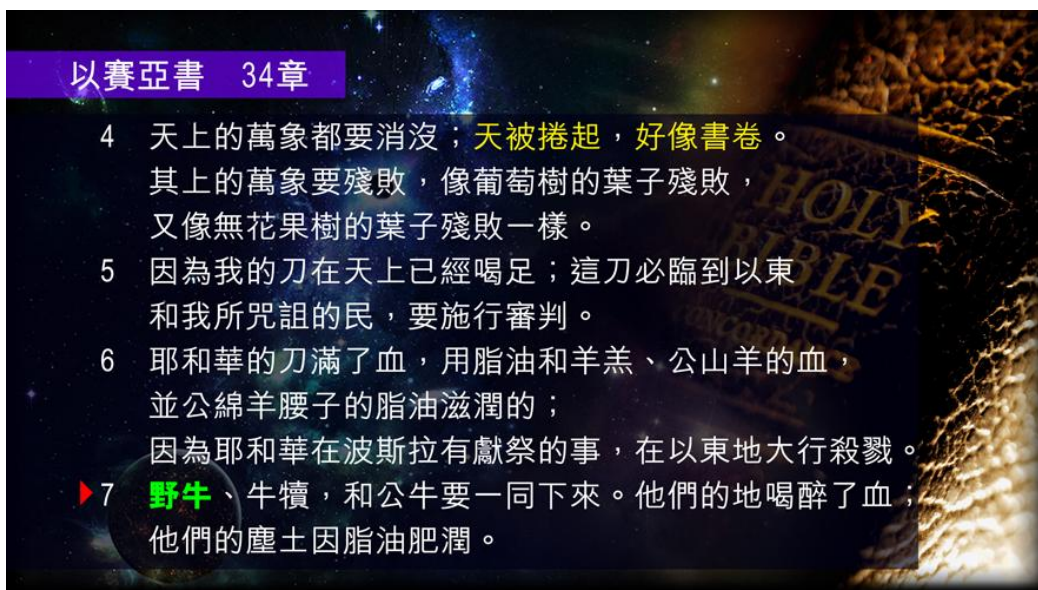 以賽亞書　34章
4 天上的萬象都要消沒；天被捲起，好像書卷。
其上的萬象要殘敗，像葡萄樹的葉子殘敗，
又像無花果樹的葉子殘敗一樣。
5 因為我的刀在天上已經喝足；這刀必臨到以東
和我所咒詛的民，要施行審判。
6 耶和華的刀滿了血，用脂油和羊羔、公山羊的血，
並公綿羊腰子的脂油滋潤的；
因為耶和華在波斯拉有獻祭的事，在以東地大行殺戮。
7 野牛、牛犢，和公牛要一同下來。他們的地喝醉了血；
他們的塵土因脂油肥潤。
HOLY
BIBLE